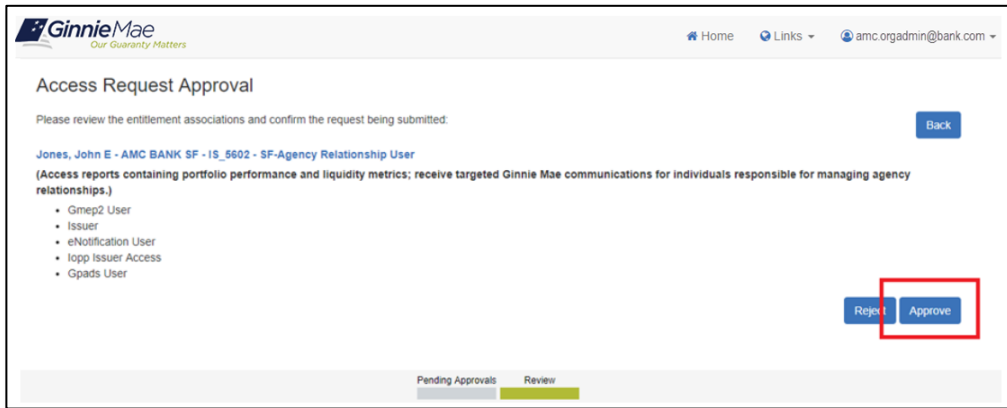 GinnieMae
Our Guaranty Matters
Home Links amc.orgadmin@bank.com
Access Request Approval
Please review the entitlement associations and confirm the request being submitted:
Back
Jones, John E - AMC BANK SF - IS_5602 - SF-Agency Relationship User
(Access reports containing portfolio performance and liquidity metrics; receive targeted Ginnie Mae communications for individuals responsible for managing agency
relationships.)
• Gmep2 User
• Issuer
• eNotification User
• Iopp Issuer Access
• Gpads User
Reject Approve
Pending Approvals Review